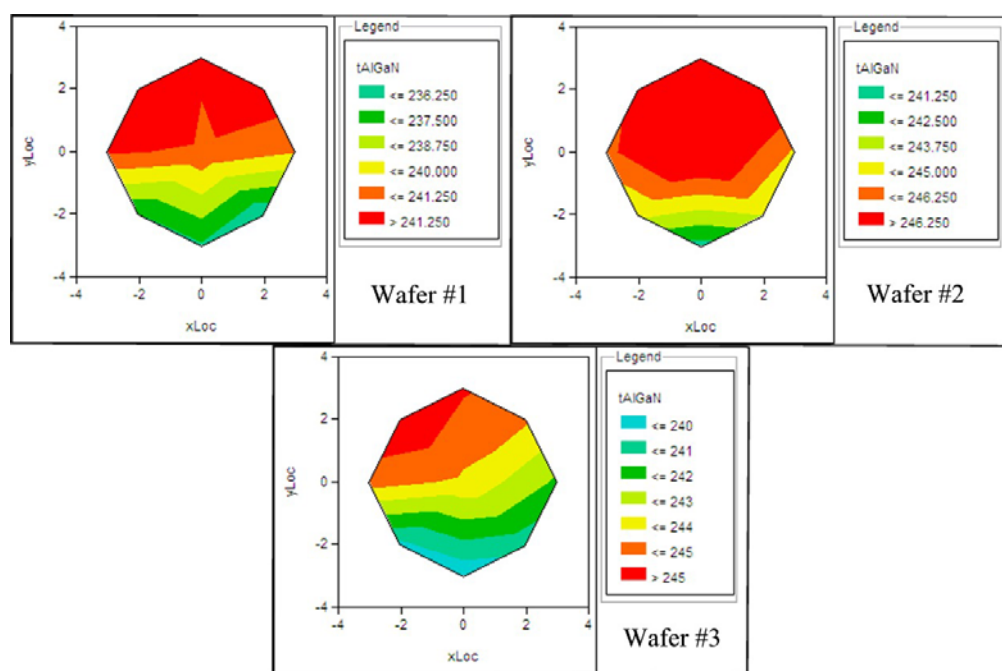 Legend
tAlGaN
<= 236.250
<= 237.500
<= 238.750
<= 240.000
<= 241.250
> 241.250
4
2
0
-2
-4
yLoc
-4 -2 0 2 4
xLoc
Wafer #1
Legend
tAlGaN
<= 241.250
<= 242.500
<= 243.750
<= 245.000
<= 246.250
> 246.250
4
2
0
-2
-4
yLoc
-4 -2 0 2 4
xLoc
Wafer #2
Legend
tAlGaN
<= 240
<= 241
<= 242
<= 243
<= 244
<= 245
> 245
4
2
0
-2
-4
yLoc
-4 -2 0 2 4
xLoc
Wafer #3